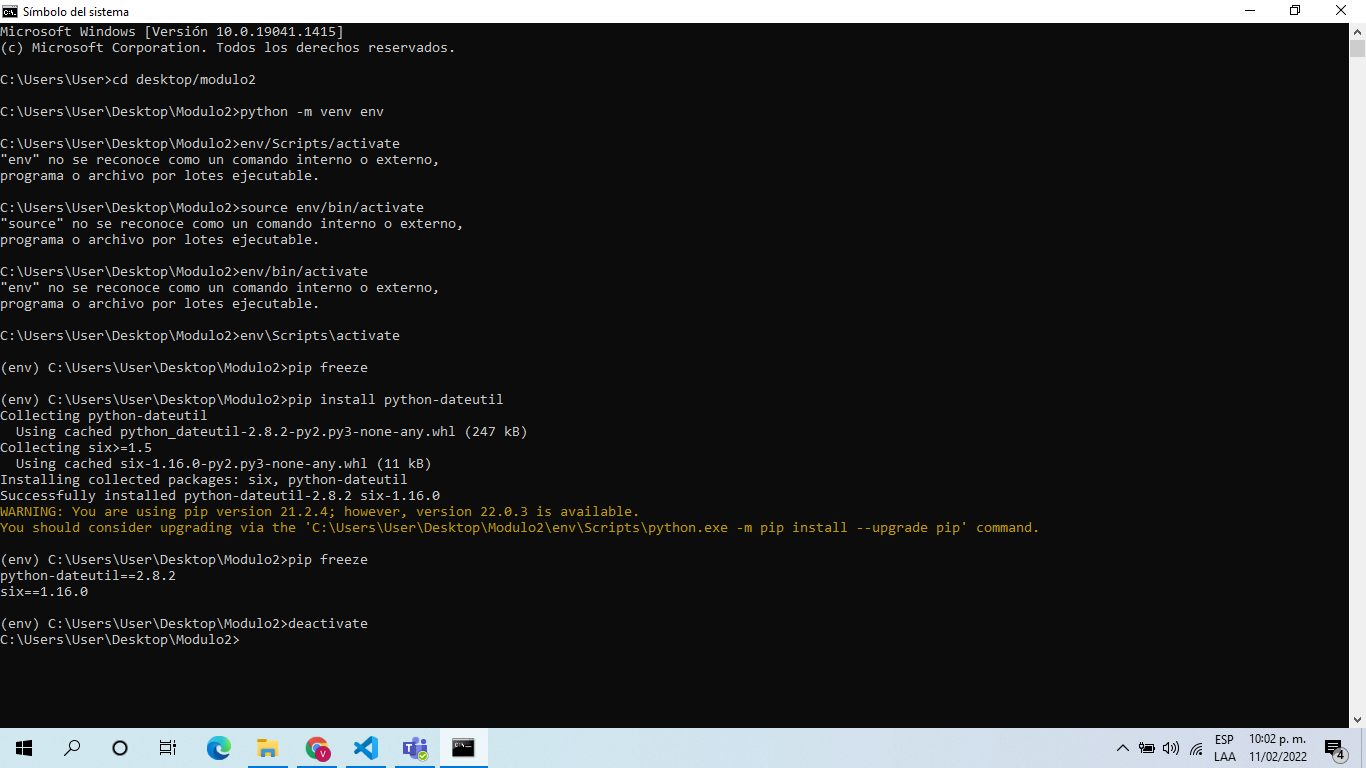 Símbolo del sistema
Microsoft Windows [Versión 10.0.19041.1415]
(c) Microsoft Corporation. Todos los derechos reservados.
C:\Users\User>cd desktop/modulo2
C:\Users\User\Desktop\Modulo2>python -m venv env
C:\Users\User\Desktop\Modulo2>env/Scripts/activate
"env" no se reconoce como un comando interno o externo,
programa o archivo por lotes ejecutable.
C:\Users\User\Desktop\Modulo2>source env/bin/activate
"source" no se reconoce como un comando interno o externo,
programa o archivo por lotes ejecutable.
C:\Users\User\Desktop\Modulo2>env/bin/activate
"env" no se reconoce como un comando interno o externo,
programa o archivo por lotes ejecutable.
C:\Users\User\Desktop\Modulo2>env\Scripts\activate
(env) C:\Users\User\Desktop\Modulo2>pip freeze
(env) C:\Users\User\Desktop\Modulo2>pip install python-dateutil
Collecting python-dateutil
  Using cached python_dateutil-2.8.2-py2.py3-none-any.whl (247 kB)
Collecting six>=1.5
  Using cached six-1.16.0-py2.py3-none-any.whl (11 kB)
Installing collected packages: six, python-dateutil
Successfully installed python-dateutil-2.8.2 six-1.16.0
WARNING: You are using pip version 21.2.4; however, version 22.0.3 is available.
You should consider upgrading via the 'C:\Users\User\Desktop\Modulo2\env\Scripts\python.exe -m pip install --upgrade pip' command.
(env) C:\Users\User\Desktop\Modulo2>pip freeze
python-dateutil==2.8.2
six==1.16.0
(env) C:\Users\User\Desktop\Modulo2>deactivate
C:\Users\User\Desktop\Modulo2>
V
ESP
LAA
10:02 p. m.
11/02/2022
4